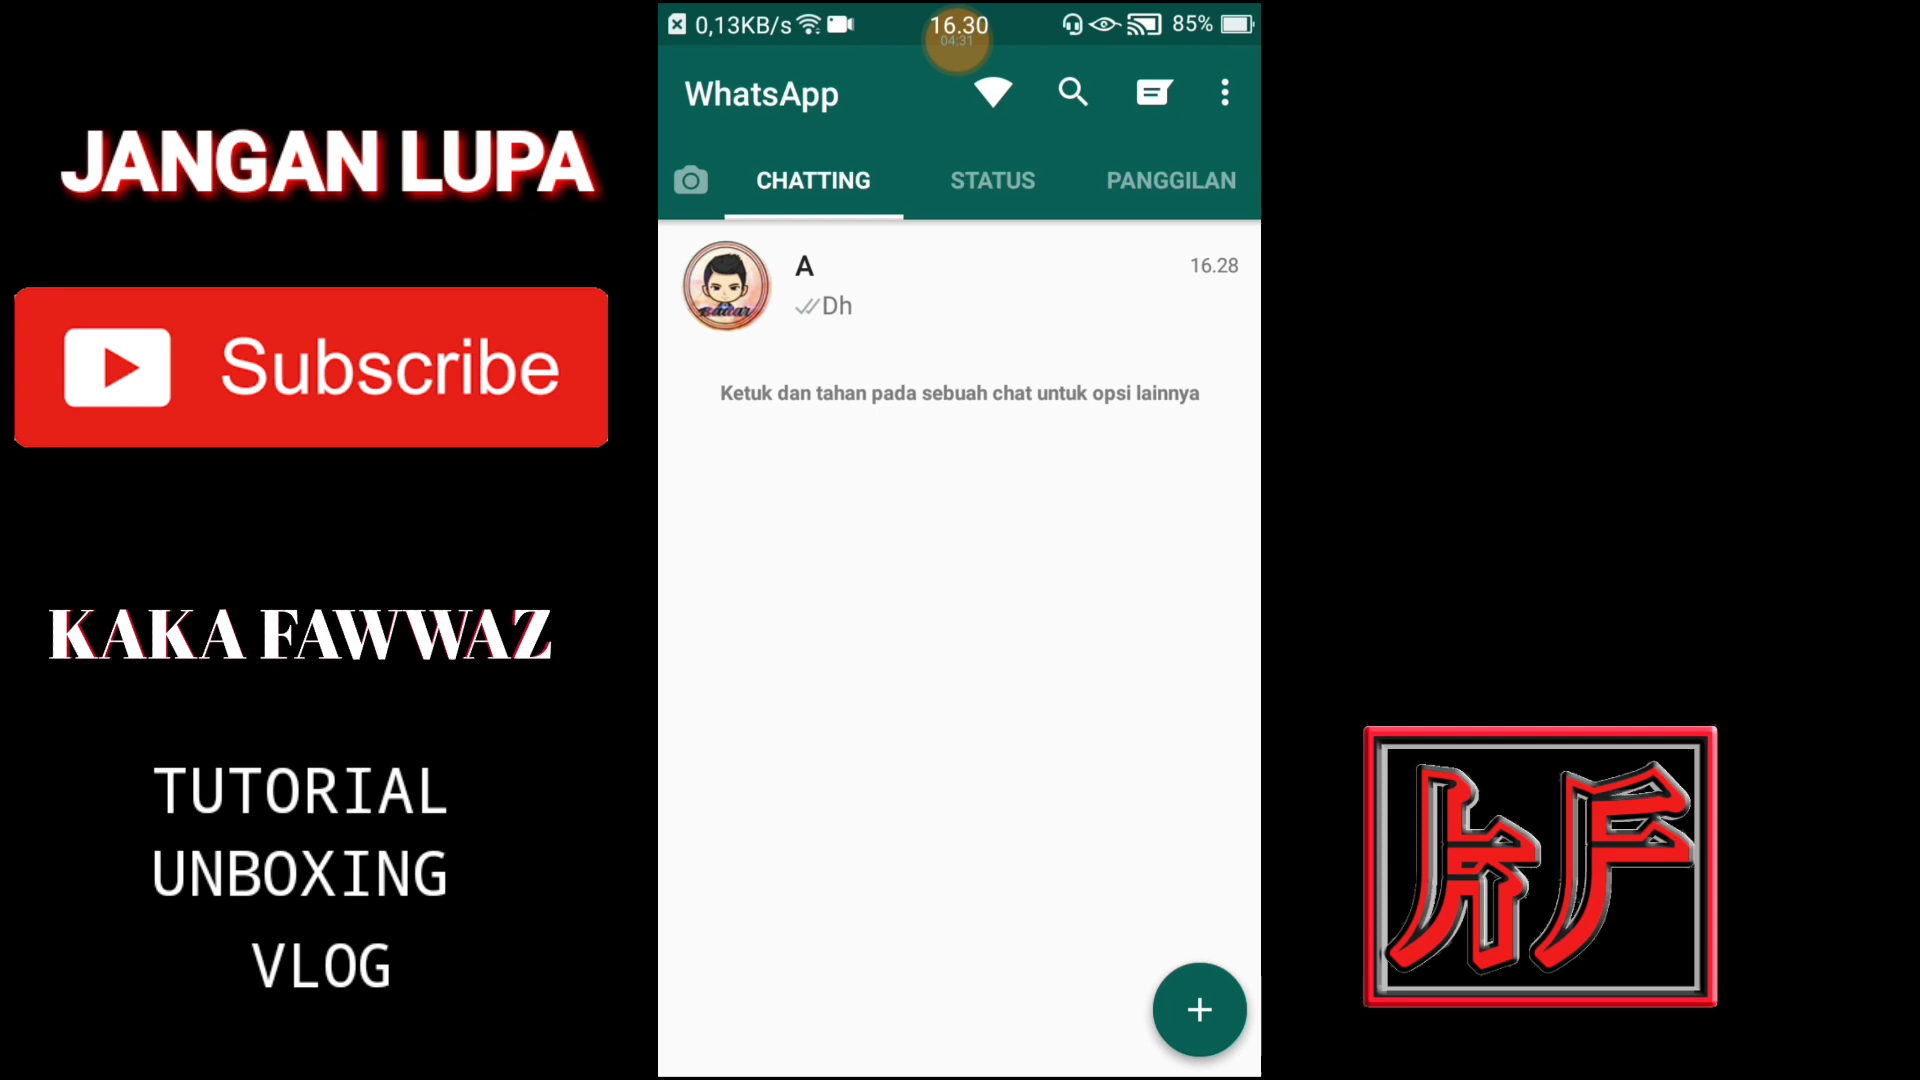 JANGAN LUPA
Subscribe
KAKA FAWWAZ
TUTORIAL
UNBOXING
VLOG
0,13KB/s 16.30 85%
04:31
WhatsApp
CHATTING STATUS PANGGILAN
A 16.28
Dh
Ketuk dan tahan pada sebuah chat untuk opsi lainnya
KF